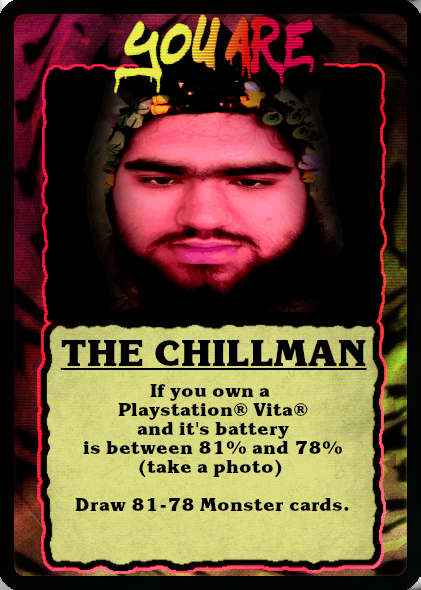 YOU ARE
THE CHILLMAN
If you own a
Playstation® Vita®
and it's battery
is between 81% and 78%
(take a photo)
Draw 81-78 Monster cards.